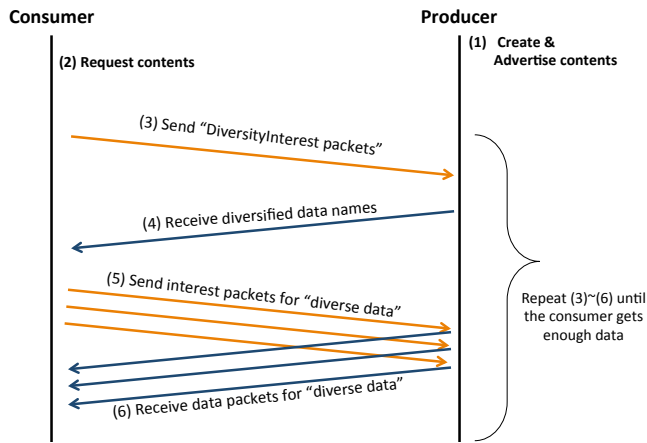 Consumer
Producer
(1) Create &
Advertise contents
(2) Request contents
(3) Send “DiversityInterest packets”
(4) Receive diversified data names
(5) Send interest packets for “diverse data”
Repeat (3)~(6) until
the consumer gets
enough data
(6) Receive data packets for “diverse data”